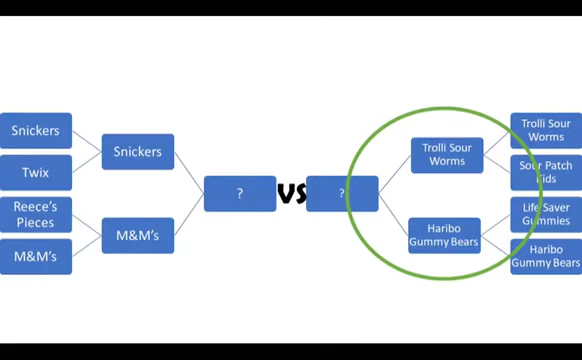 Snickers
Twix
Reece's
Pieces
M&M's
Snickers
M&M's
?
VS
?
Trolli Sour
Worms
Haribo
Gummy Bears
Trolli Sour
Worms
Sour Patch
Kids
Life Saver
Gummies
Haribo
Gummy Bears